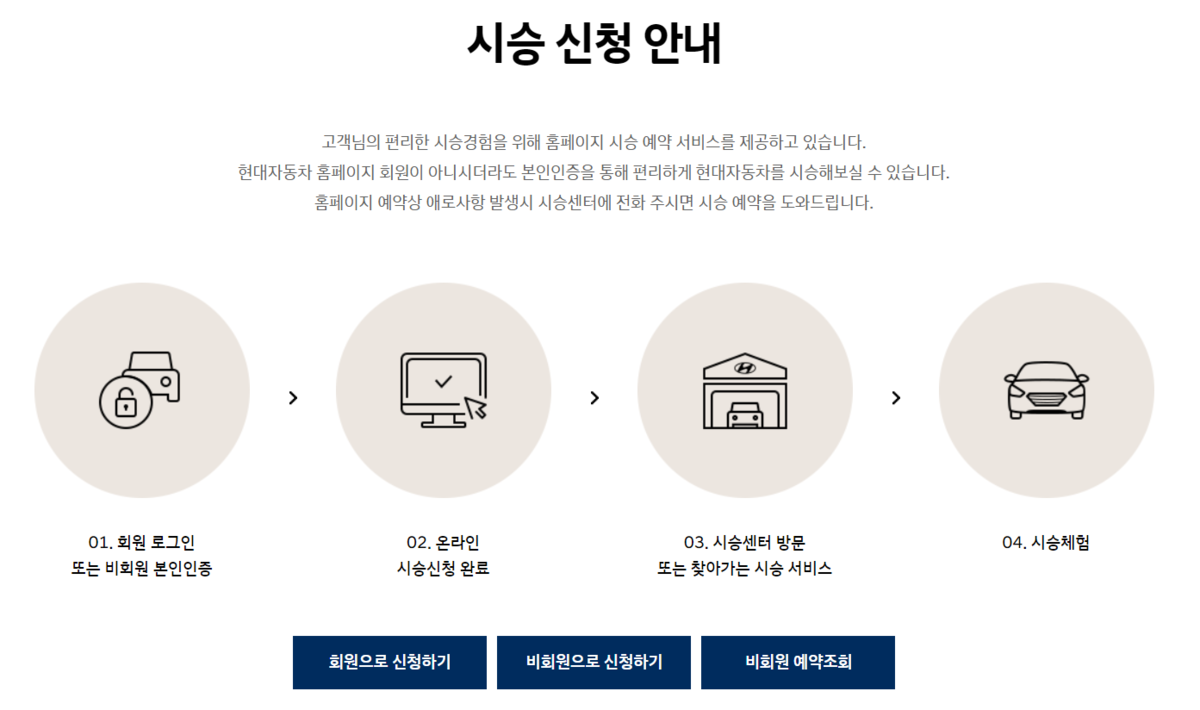 시승 신청 안내
고객님의 편리한 시승경험을 위해 홈페이지 시승 예약 서비스를 제공하고 있습니다.
현대자동차 홈페이지 회원이 아니시더라도 본인인증을 통해 편리하게 현대자동차를 시승해보실 수 있습니다.
홈페이지 예약상 애로사항 발생시 시승센터에 전화 주시면 시승 예약을 도와드립니다.
01. 회원 로그인
또는 비회원 본인인증
02. 온라인
시승신청 완료
03. 시승센터 방문
또는 찾아가는 시승 서비스
04. 시승체험
회원으로 신청하기
비회원으로 신청하기
비회원 예약조회